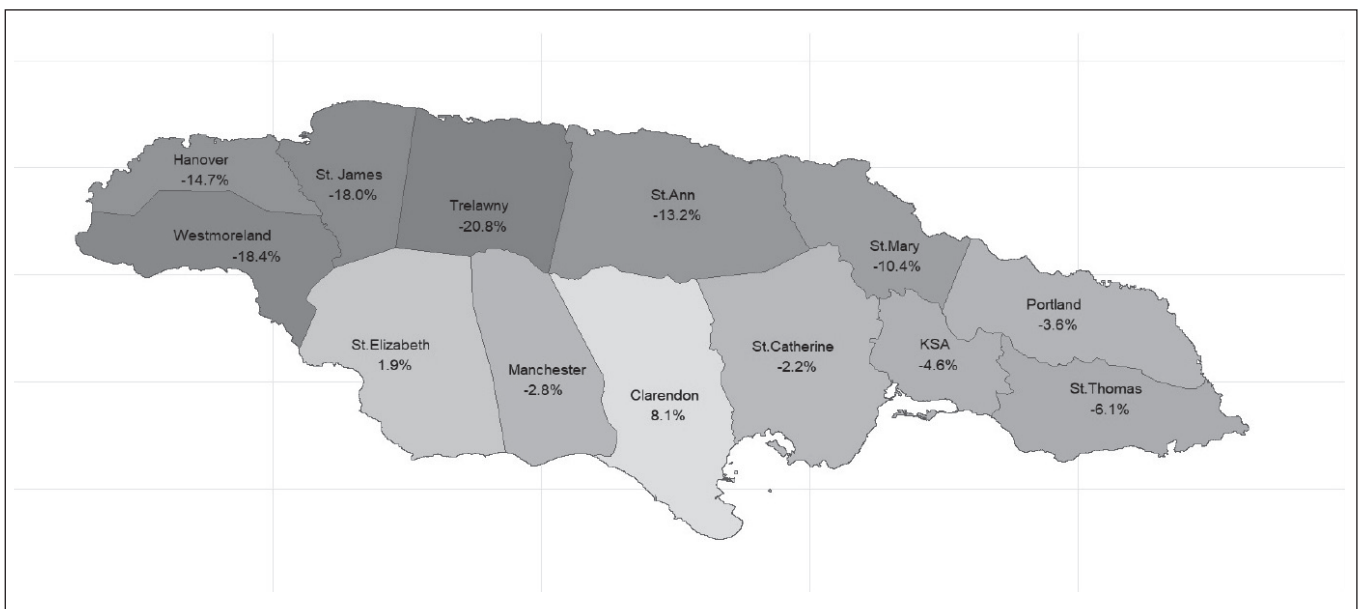 Hanover
-14.7%
St. James
-18.0%
Trelawny
-20.8%
St.Ann
-13.2%
Westmoreland
-18.4%
St.Mary
-10.4%
Portland
-3.6%
St.Elizabeth
1.9%
Manchester
-2.8%
Clarendon
8.1%
St.Catherine
-2.2%
KSA
-4.6%
St.Thomas
-6.1%